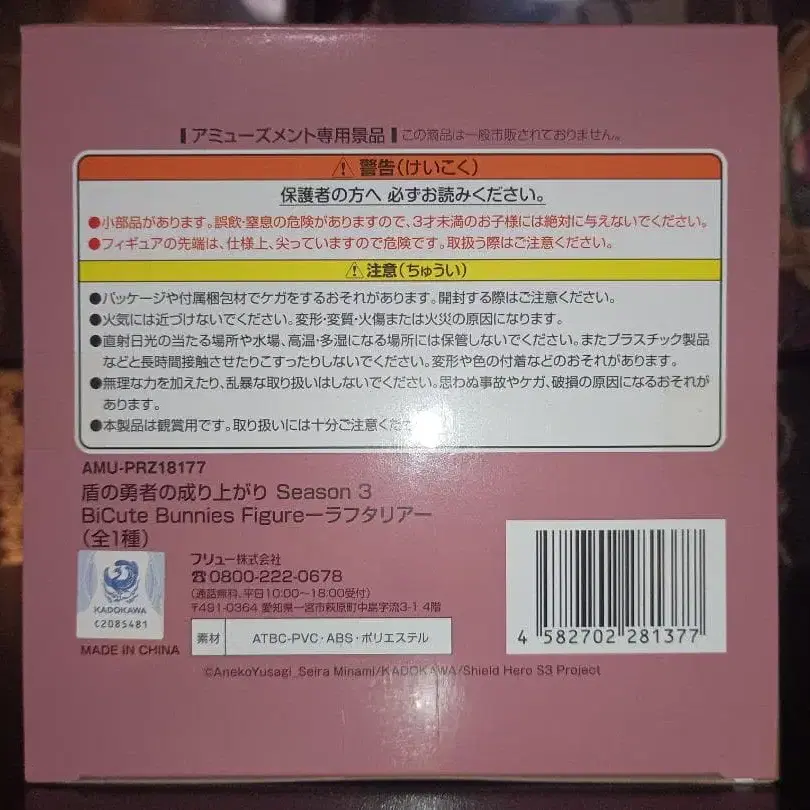 アミューズメント専用景品 この商品は一般市販されておりません。
⚠警告(けいこく)
保護者の方へ 必ずお読みください。
●小部品があります。誤飲・窒息の危険がありますので、3才未満のお子様には絶対に与えないでください。
●フィギュアの先端は、仕様上、尖っていますので危険です。取扱う際はご注意ください。
⚠注意(ちゅうい)
●パッケージや付属梱包材でケガをするおそれがあります。開封する際はご注意ください。
●火気には近づけないでください。変形・変質・火傷または火災の原因になります。
●直射日光の当たる場所や水場、高温・多湿になる場所には保管しないでください。またプラスチック製品
などと長時間接触させたりこすったりしないでください。変形や色の付着などのおそれがあります。
●無理な力を加えたり、乱暴な取り扱いはしないでください。思わぬ事故やケガ、破損の原因になるおそれが
あります。
●本製品は観賞用です。取り扱いには十分ご注意くだ
AMU-PRZ18177
盾の勇者の成り上がり Season 3
BiCute Bunnies Figureーラフタリアー
(全1種)
フリュー株式会社
☎0800-222-0678
(通話無料、平日10:00~18:00受付)
〒491-0364 愛知県一宮市萩原町中島字流3-1 4階
KADOKAWA
C2085481
MADE IN CHINA
素材 ATBC-PVC・ABS・ポリエステル
4 582702 281377
©AnekoYusagi_Seira Minami/KADOKAWA/Shield Hero S3 Project